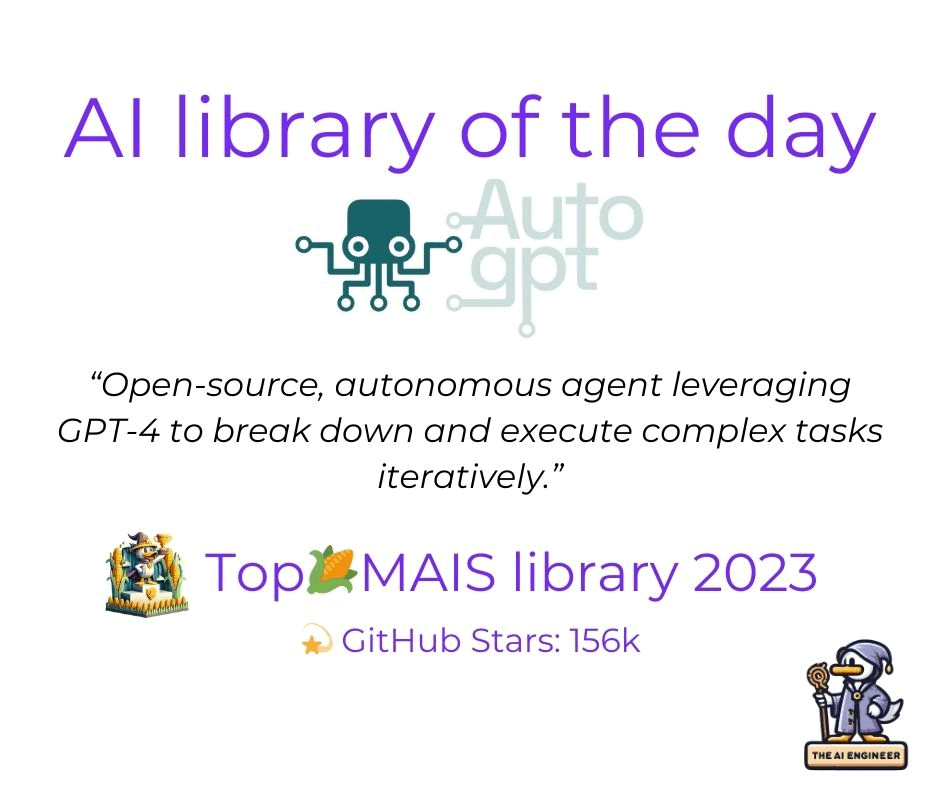 AI library of the day
Auto
gpt
“Open-source, autonomous agent leveraging
GPT-4 to break down and execute complex tasks
iteratively.”
Top🌽MAIS library 2023
💫 GitHub Stars: 156k
THE AI ENGINEER